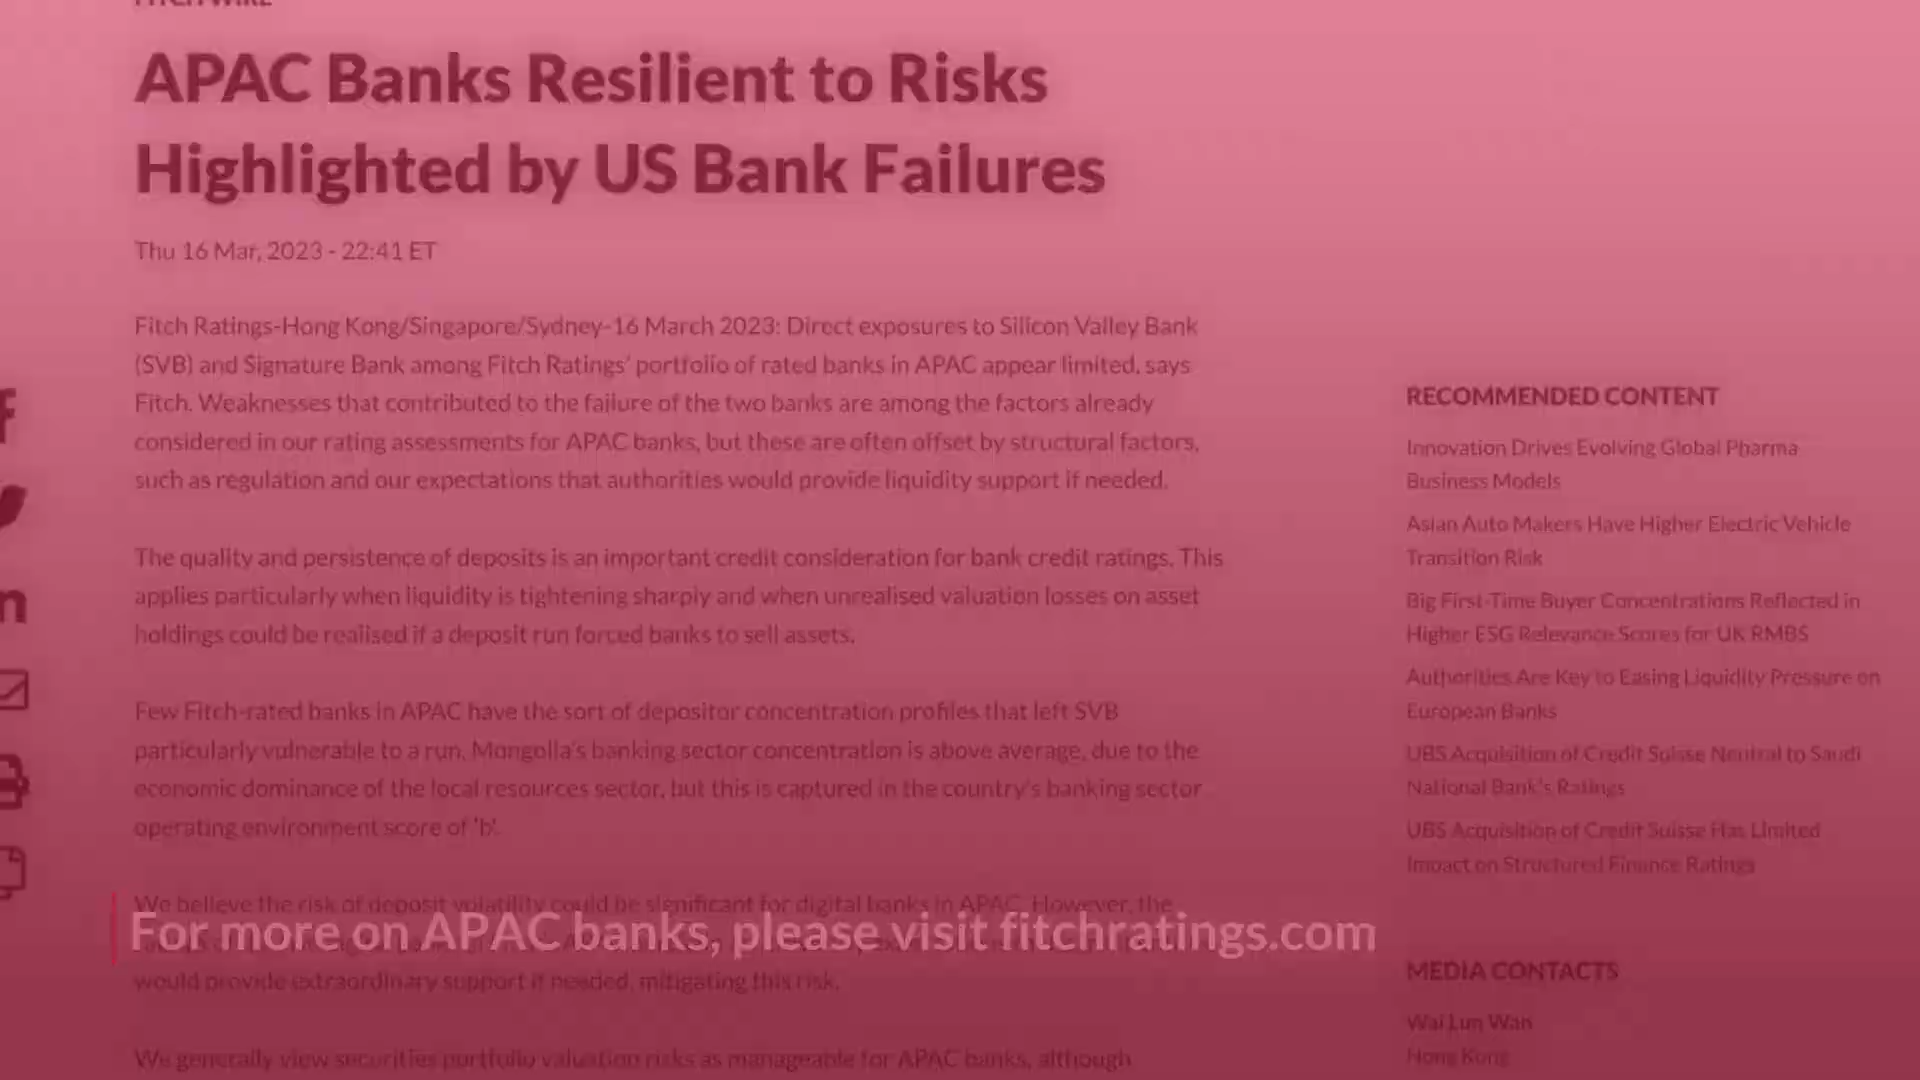 FITCH WIRE
APAC Banks Resilient to Risks
Highlighted by US Bank Failures
Thu 16 Mar, 2023 - 22:41 ET
Fitch Ratings-Hong Kong/Singapore/Sydney-16 March 2023: Direct exposures to Silicon Valley Bank
(SVB) and Signature Bank among Fitch Ratings' portfolio of rated banks in APAC appear limited, says
Fitch. Weaknesses that contributed to the failure of the two banks are among the factors already
considered in our rating assessments for APAC banks, but these are often offset by structural factors,
such as regulation and our expectations that authorities would provide liquidity support if needed.
The quality and persistence of deposits is an important credit consideration for bank credit ratings. This
applies particularly when liquidity is tightening sharply and when unrealised valuation losses on asset
holdings could be realised if a deposit run forced banks to sell assets.
Few Fitch-rated banks in APAC have the sort of depositor concentration profiles that left SVB
particularly vulnerable to a run. Mongolia's banking sector concentration is above average, due to the
economic dominance of the local resources sector, but this is captured in the country's banking sector
operating environment score of 'b'.
We believe the risk of deposit volatility could be significant for digital banks in APAC. However, the
For more on APAC banks, please visit fitchratings.com
would provide extraordinary support if needed, mitigating this risk.
We generally view securities portfolio valuation risks as manageable for APAC banks, although
RECOMMENDED CONTENT
Innovation Drives Evolving Global Pharma
Business Models
Asian Auto Makers Have Higher Electric Vehicle
Transition Risk
Big First-Time Buyer Concentrations Reflected in
Higher ESG Relevance Scores for UK RMBS
Authorities Are Key to Easing Liquidity Pressure on
European Banks
UBS Acquisition of Credit Suisse Neutral to Saudi
National Bank's Ratings
UBS Acquisition of Credit Suisse Has Limited
Impact on Structured Finance Ratings
MEDIA CONTACTS
Wai Lun Wan
Hong Kong